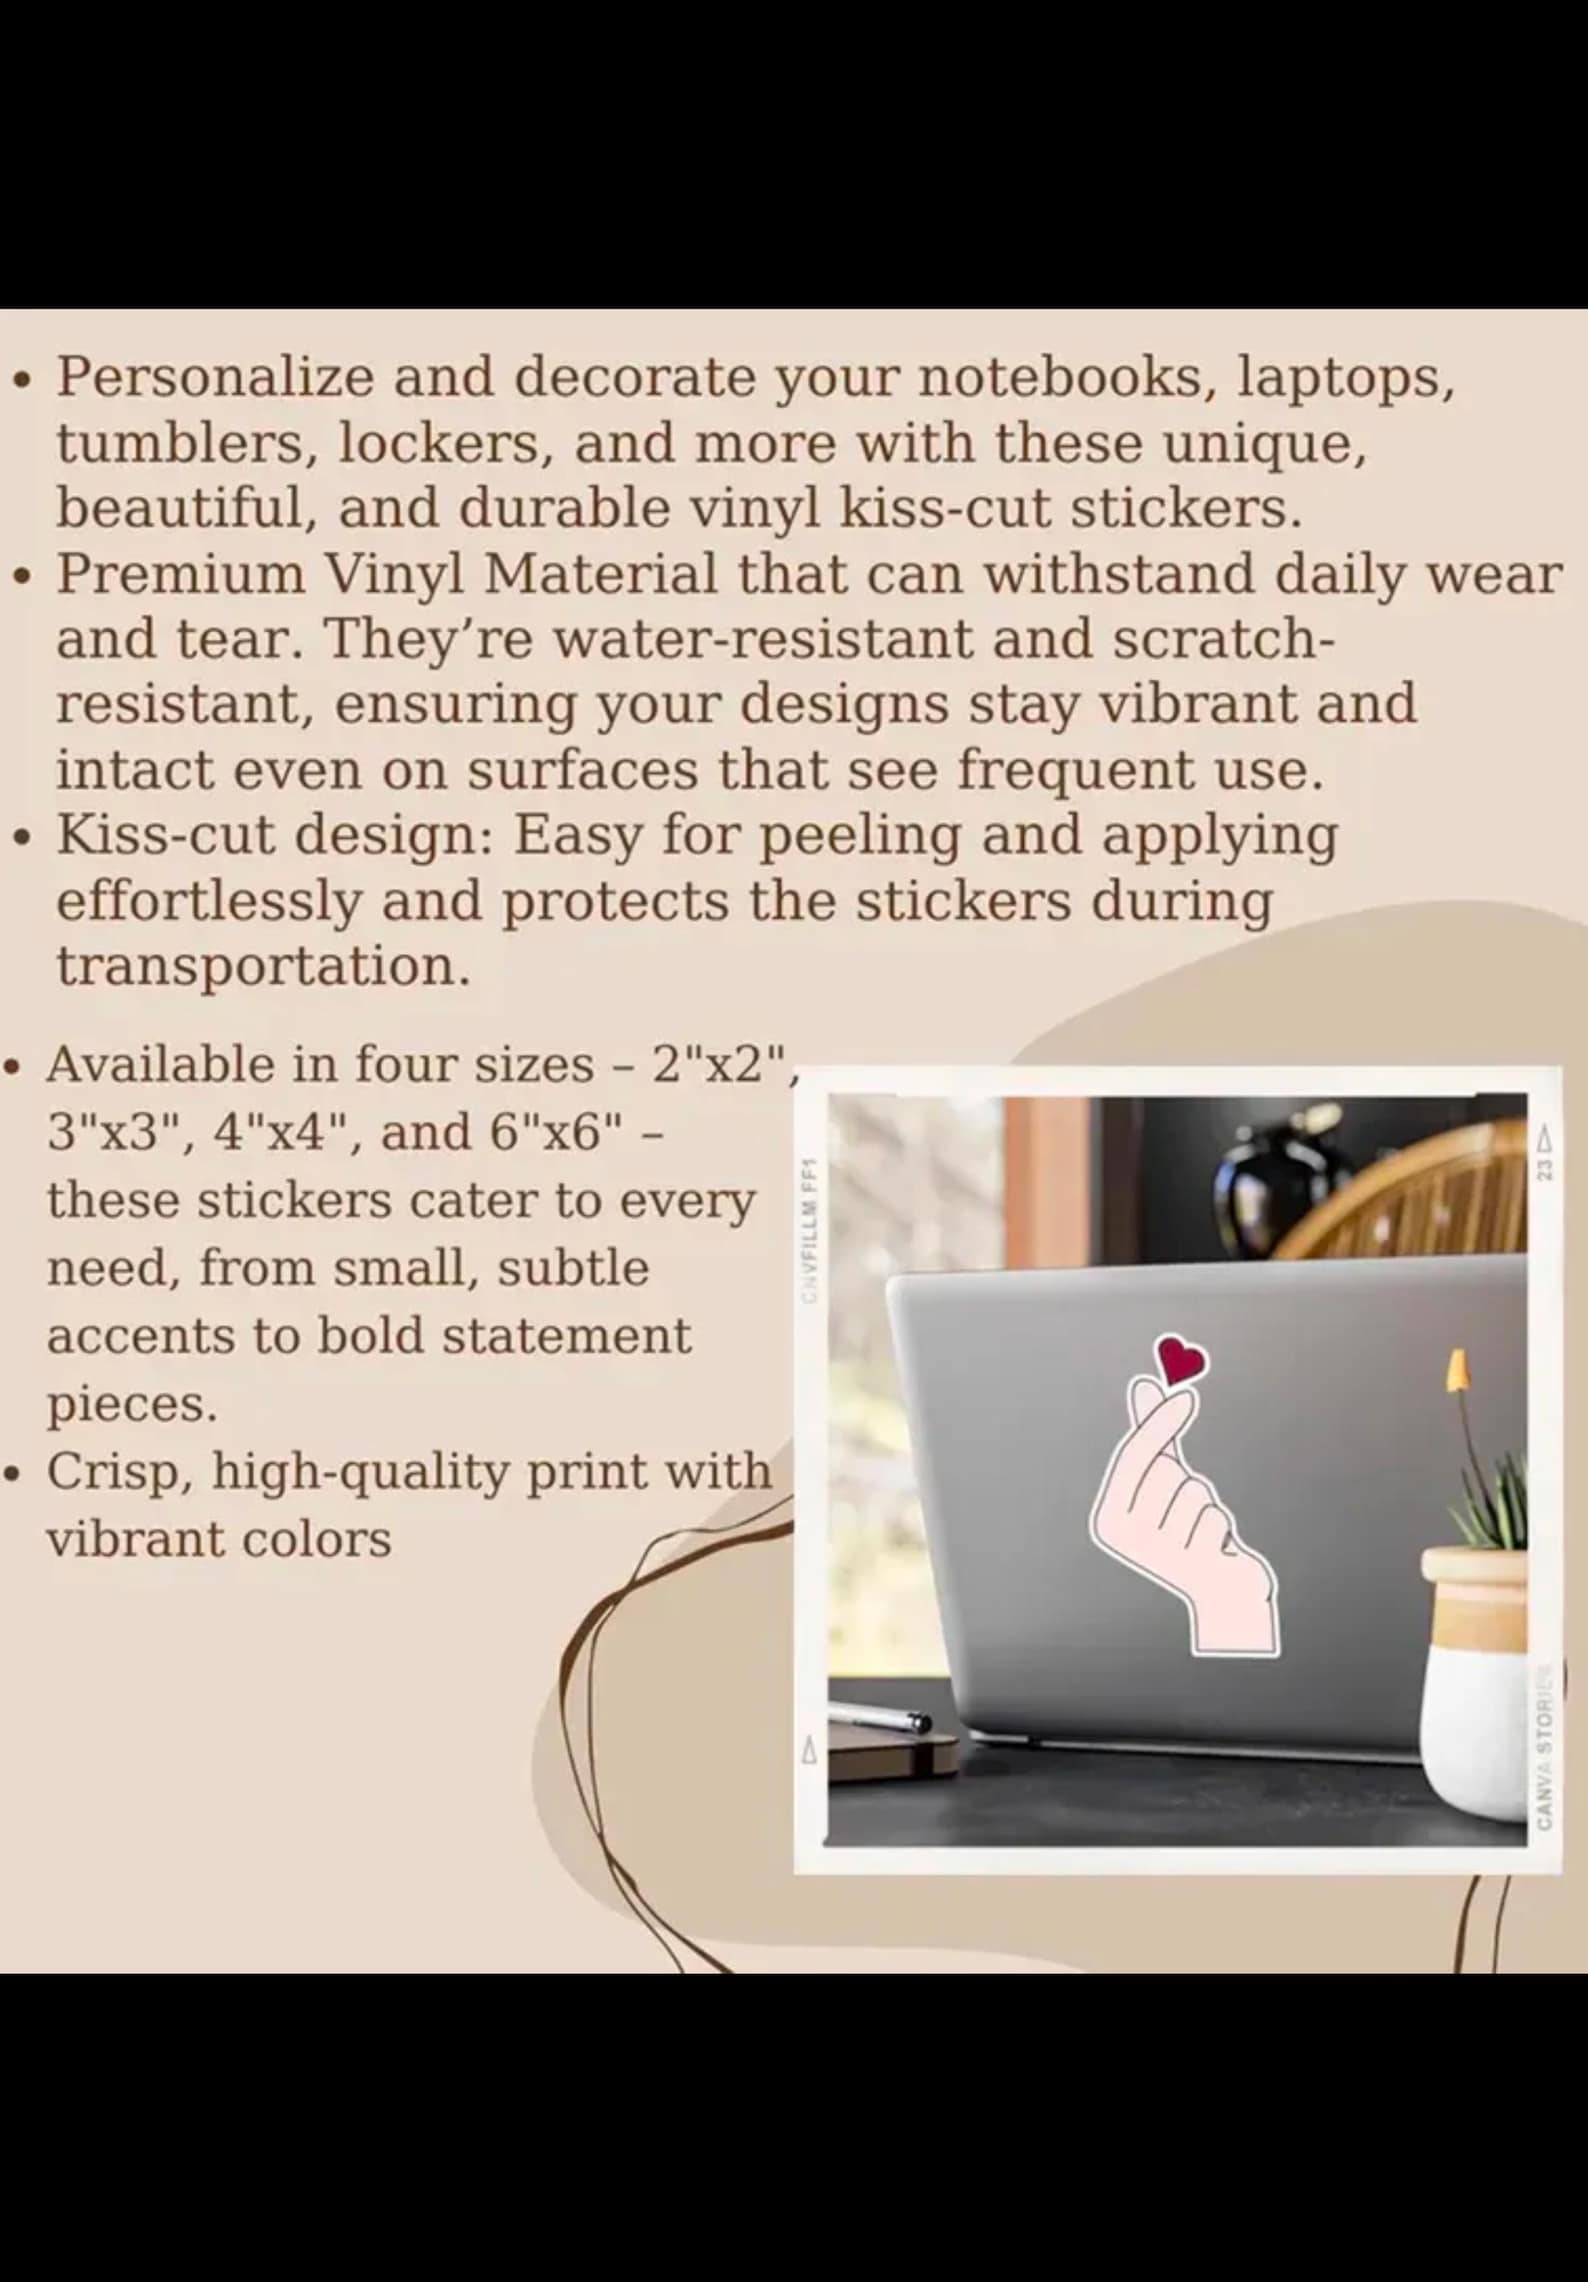 • Personalize and decorate your notebooks, laptops,
tumblers, lockers, and more with these unique,
beautiful, and durable vinyl kiss-cut stickers.
• Premium Vinyl Material that can withstand daily wear
and tear. They’re water-resistant and scratch-
resistant, ensuring your designs stay vibrant and
intact even on surfaces that see frequent use.
• Kiss-cut design: Easy for peeling and applying
effortlessly and protects the stickers during
transportation.
• Available in four sizes – 2"x2",
3"x3", 4"x4", and 6"x6" –
these stickers cater to every
need, from small, subtle
accents to bold statement
pieces.
• Crisp, high-quality print with
vibrant colors
CNVFILLM FF1
23
CANVA STORIES